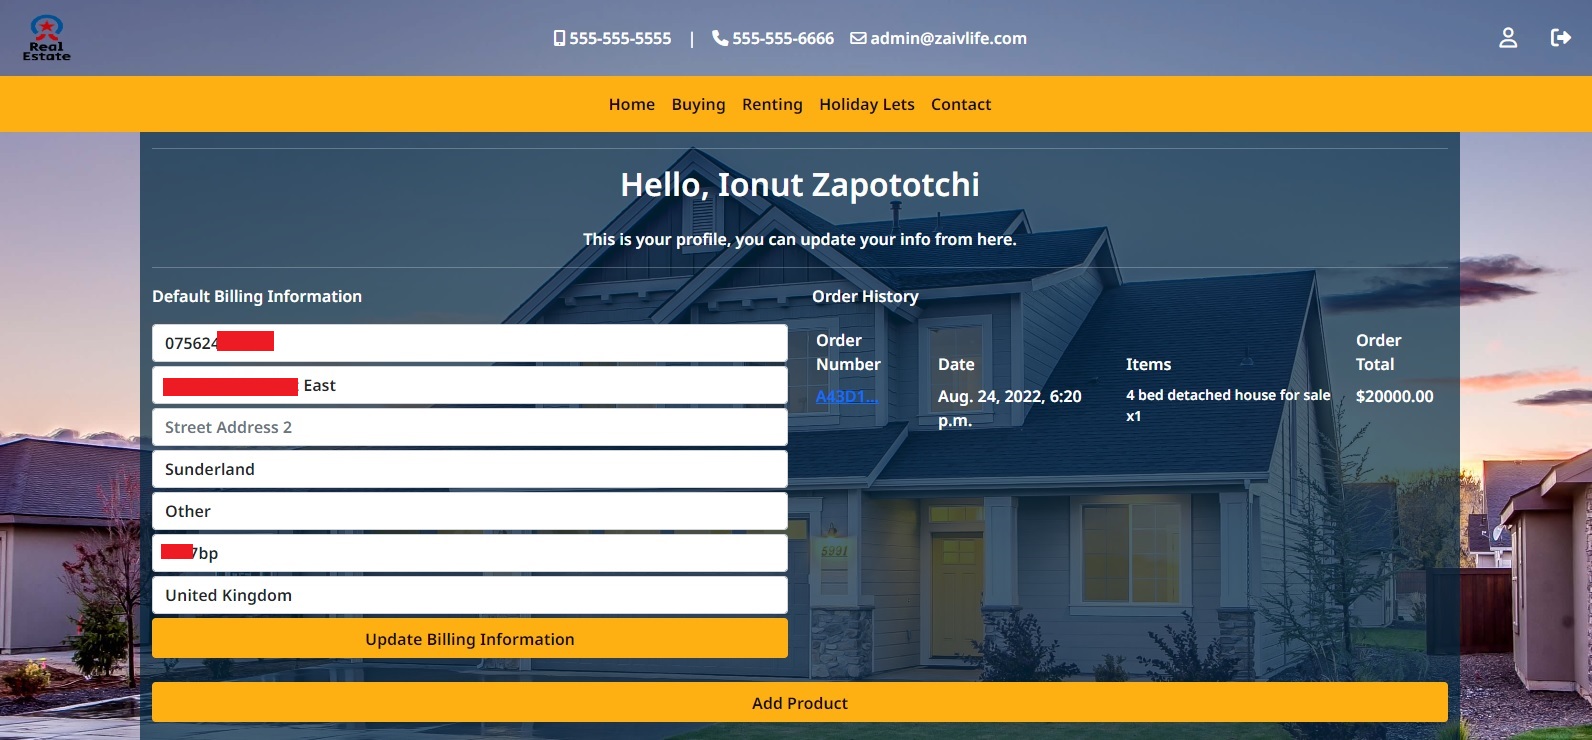 Real
Estate
555-555-5555 | 555-555-6666 admin@zaivlife.com
Home Buying Renting Holiday Lets Contact
Hello, Ionut Zapototchi
This is your profile, you can update your info from here.
Default Billing Information
075624
East
Street Address 2
Sunderland
Other
7bp
United Kingdom
Update Billing Information
Order History
Order Number Date Items Order Total
A43D1... Aug. 24, 2022, 6:20 p.m. 4 bed detached house for sale x1 $20000.00
5991
Add Product